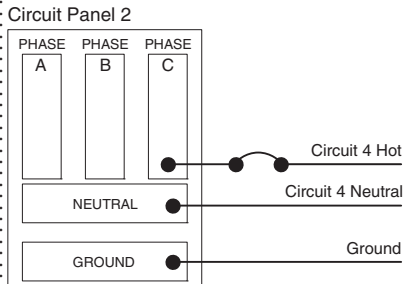 Circuit Panel 2
PHASE PHASE PHASE
A B C
Circuit 4 Hot
Circuit 4 Neutral
NEUTRAL
Ground
GROUND